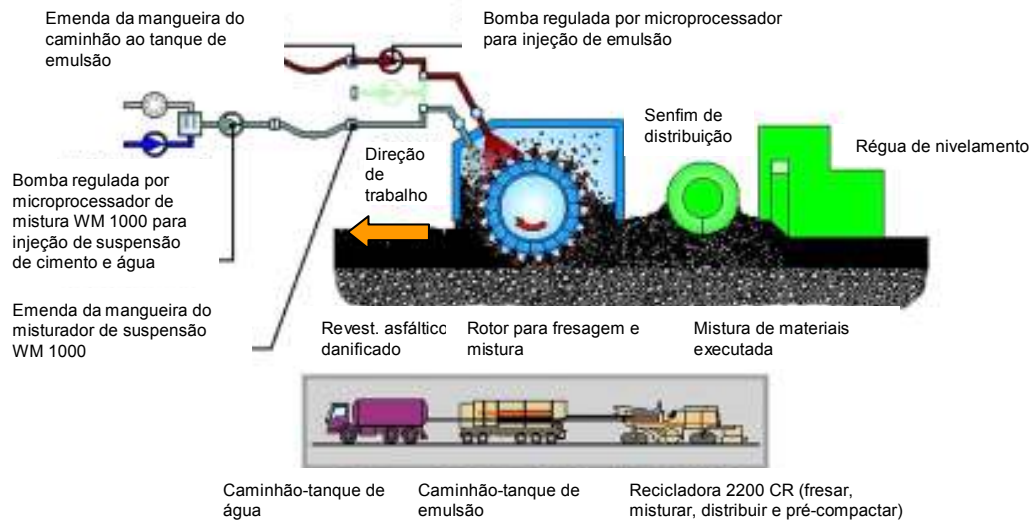 Emenda da mangueira do
caminhão ao tanque de
emulsão
Bomba regulada por microprocessador
para injeção de emulsão
Senfim de
distribuição
Régua de nivelamento
Direção
de
trabalho
Bomba regulada por
microprocessador de
mistura WM 1000 para
injeção de suspensão
de cimento e água
Emenda da mangueira do
misturador de suspensão
WM 1000
Revest. asfáltico
danificado
Rotor para fresagem e
mistura
Mistura de materiais
executada
Caminhão-tanque de
água
Caminhão-tanque de
emulsão
Recicladora 2200 CR (fresar,
misturar, distribuir e pré-compactar)